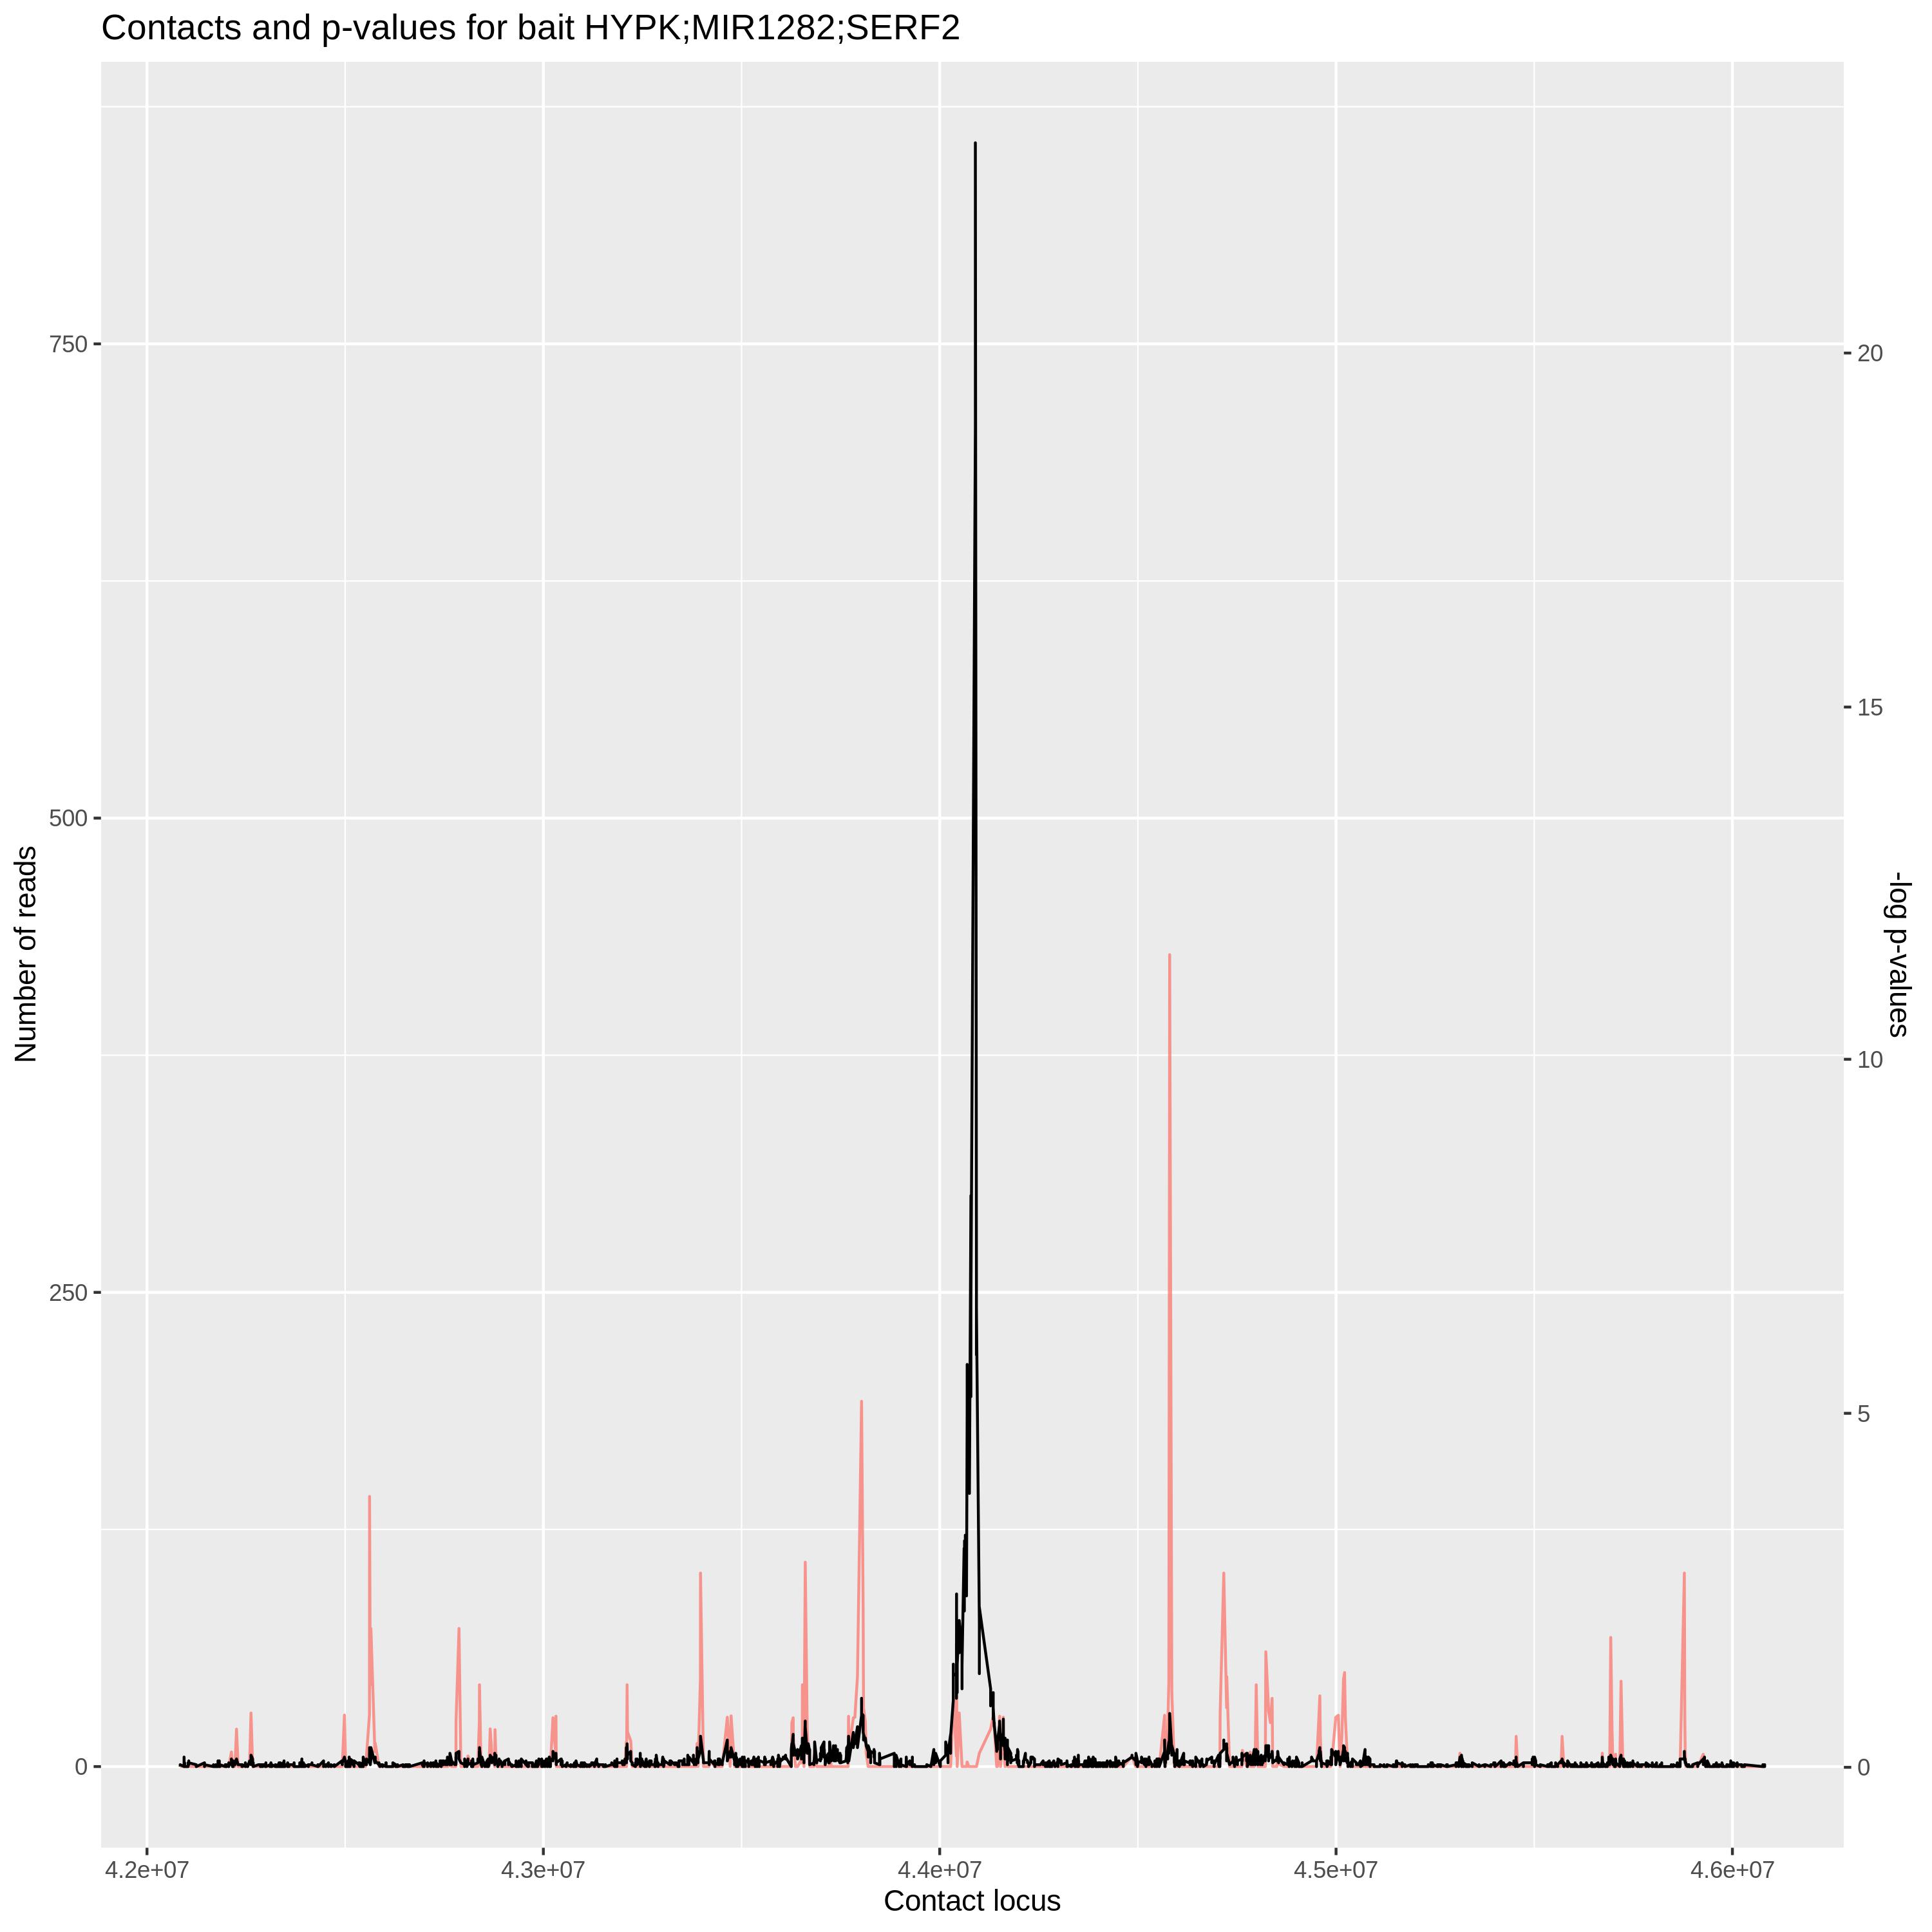 Contacts and p-values for bait HYPK;MIR1282;SERF2
750
500
250
0
Number of reads
20
15
10
5
0
-log p-values
4.2e+07 4.3e+07 4.4e+07 4.5e+07 4.6e+07
Contact locus